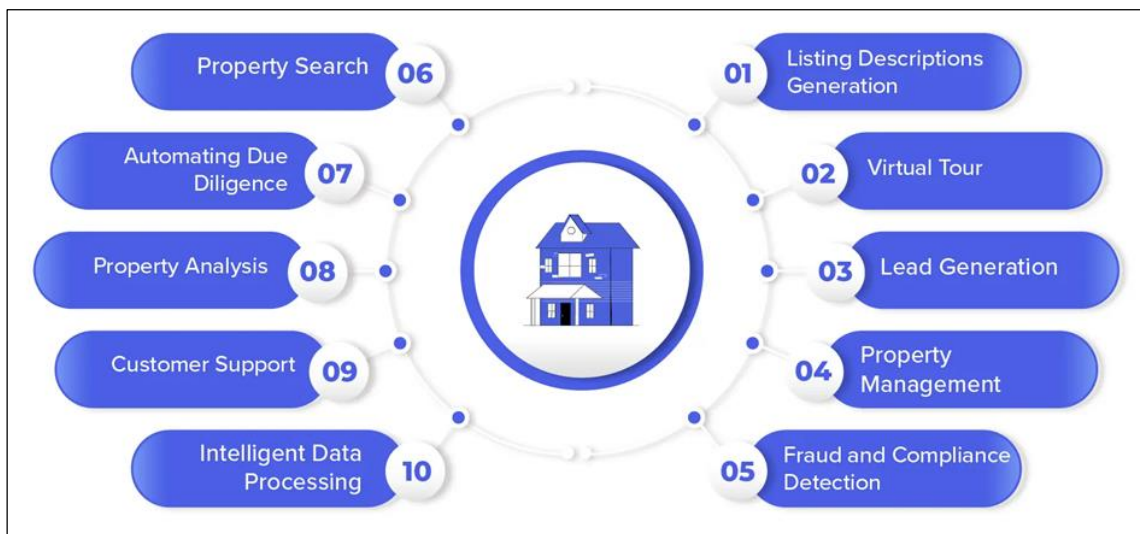 01
Listing Descriptions
Generation
02
Virtual Tour
03
Lead Generation
04
Property
Management
05
Fraud and Compliance
Detection
06
Property Search
07
Automating Due
Diligence
08
Property Analysis
09
Customer Support
10
Intelligent Data
Processing